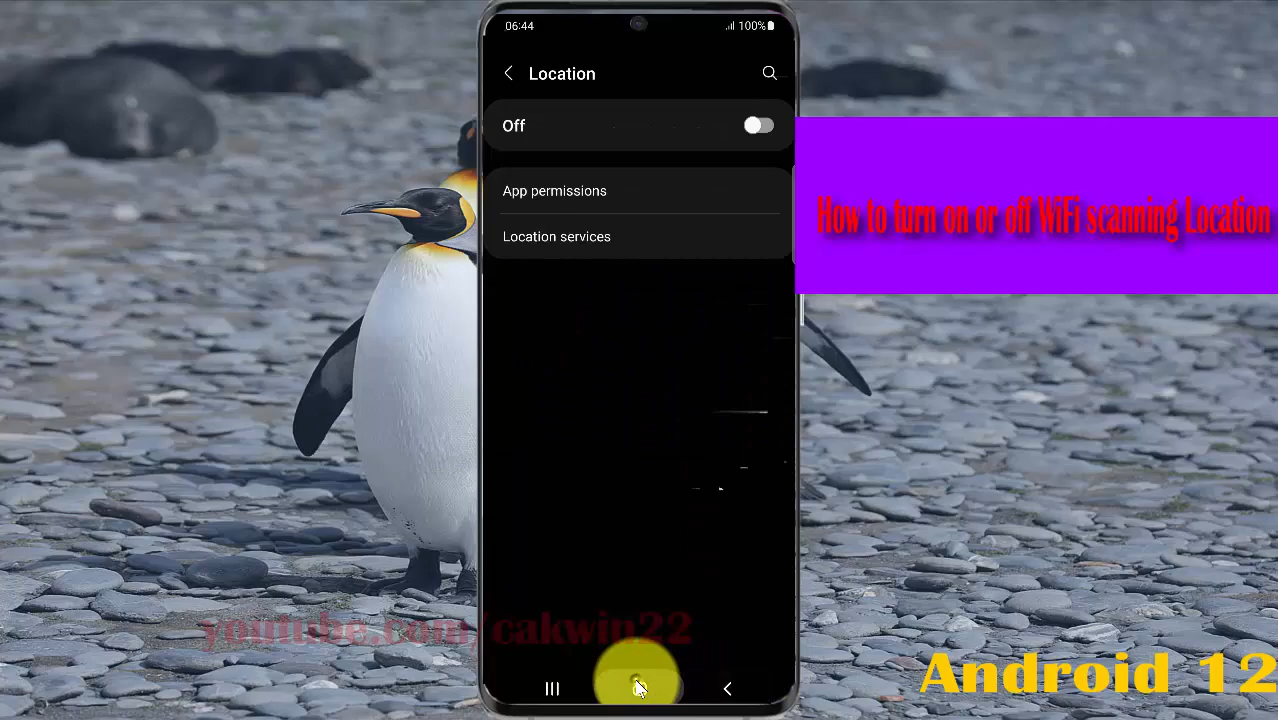 06:44
100%
Location
Off
App permissions
Location services
How to turn on or off WiFi scanning Location
youtube.com/cakwin22
Android 12